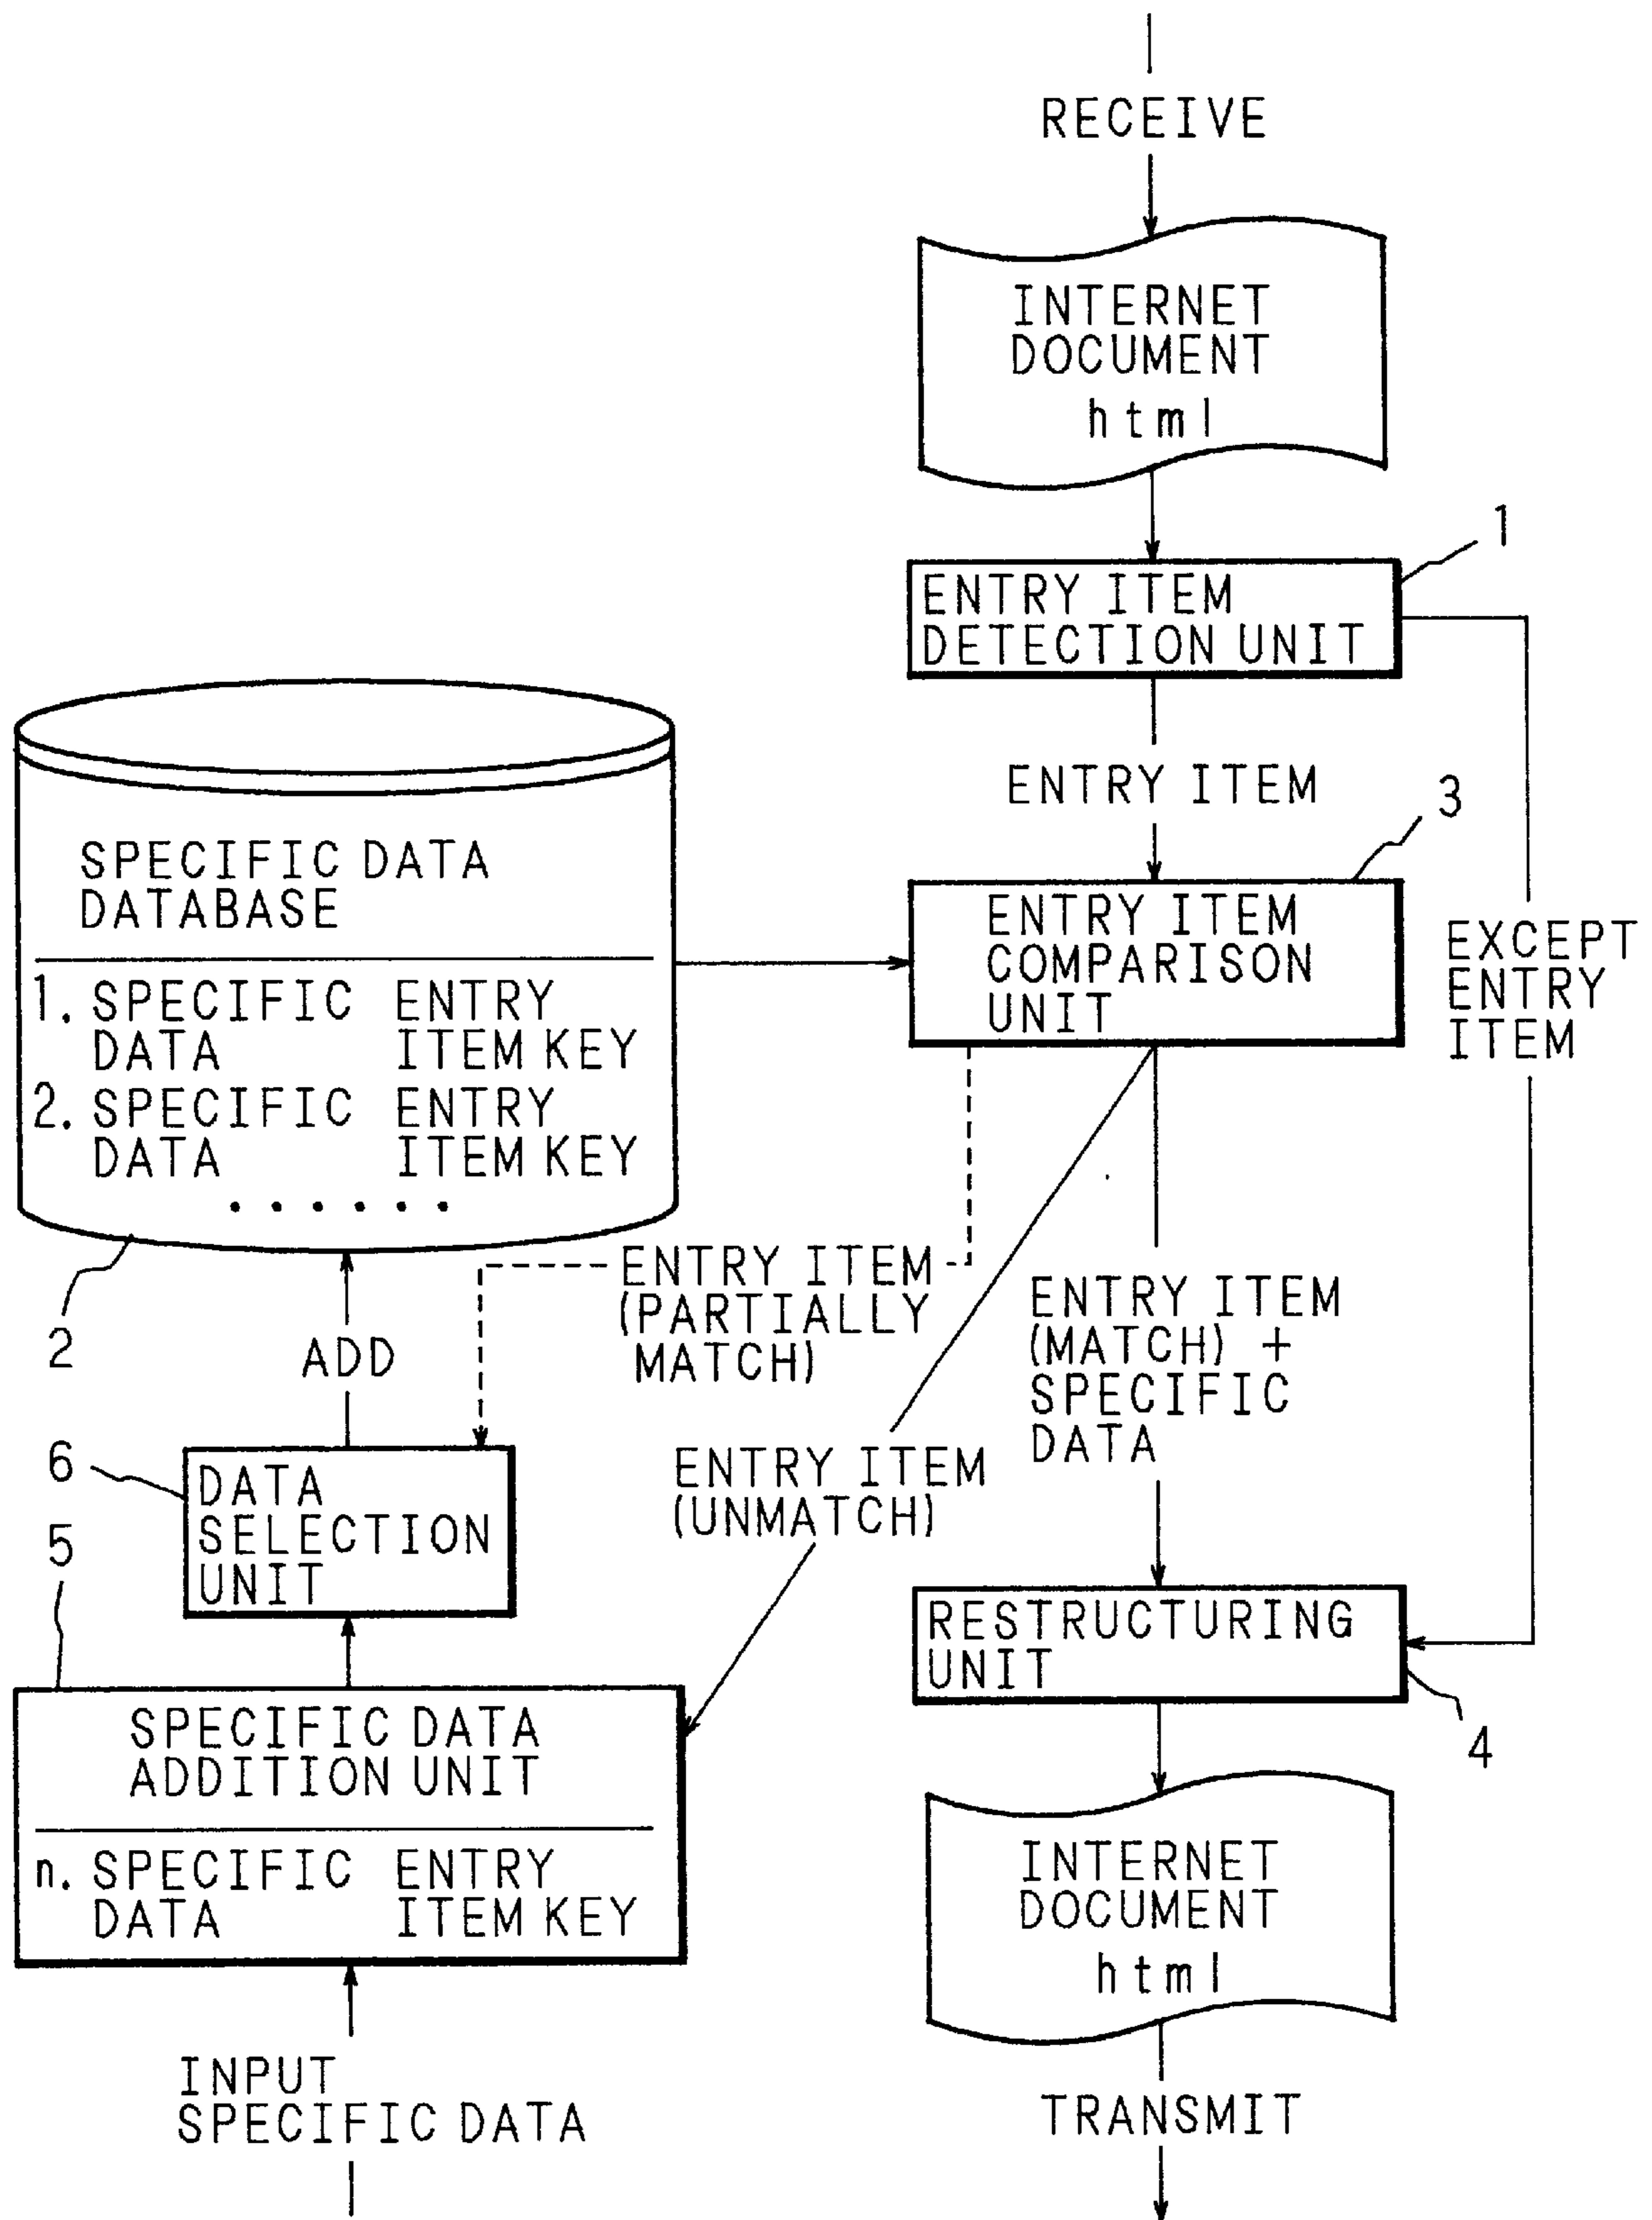 RECEIVE
INTERNET
DOCUMENT
html
1
ENTRY ITEM
DETECTION UNIT
ENTRY ITEM
3
SPECIFIC DATA
DATABASE
1. SPECIFIC ENTRY
DATA ITEM KEY
2. SPECIFIC ENTRY
DATA ITEM KEY
......
2
ENTRY ITEM
COMPARISON
UNIT
EXCEPT
ENTRY
ITEM
ENTRY ITEM
(PARTIALLY
MATCH)
ENTRY ITEM
(MATCH) +
SPECIFIC
DATA
ADD
ENTRY ITEM
(UNMATCH)
6
DATA
SELECTION
UNIT
5
RESTRUCTURING
UNIT
4
SPECIFIC DATA
ADDITION UNIT
n. SPECIFIC ENTRY
DATA ITEM KEY
INTERNET
DOCUMENT
html
INPUT
SPECIFIC DATA
TRANSMIT